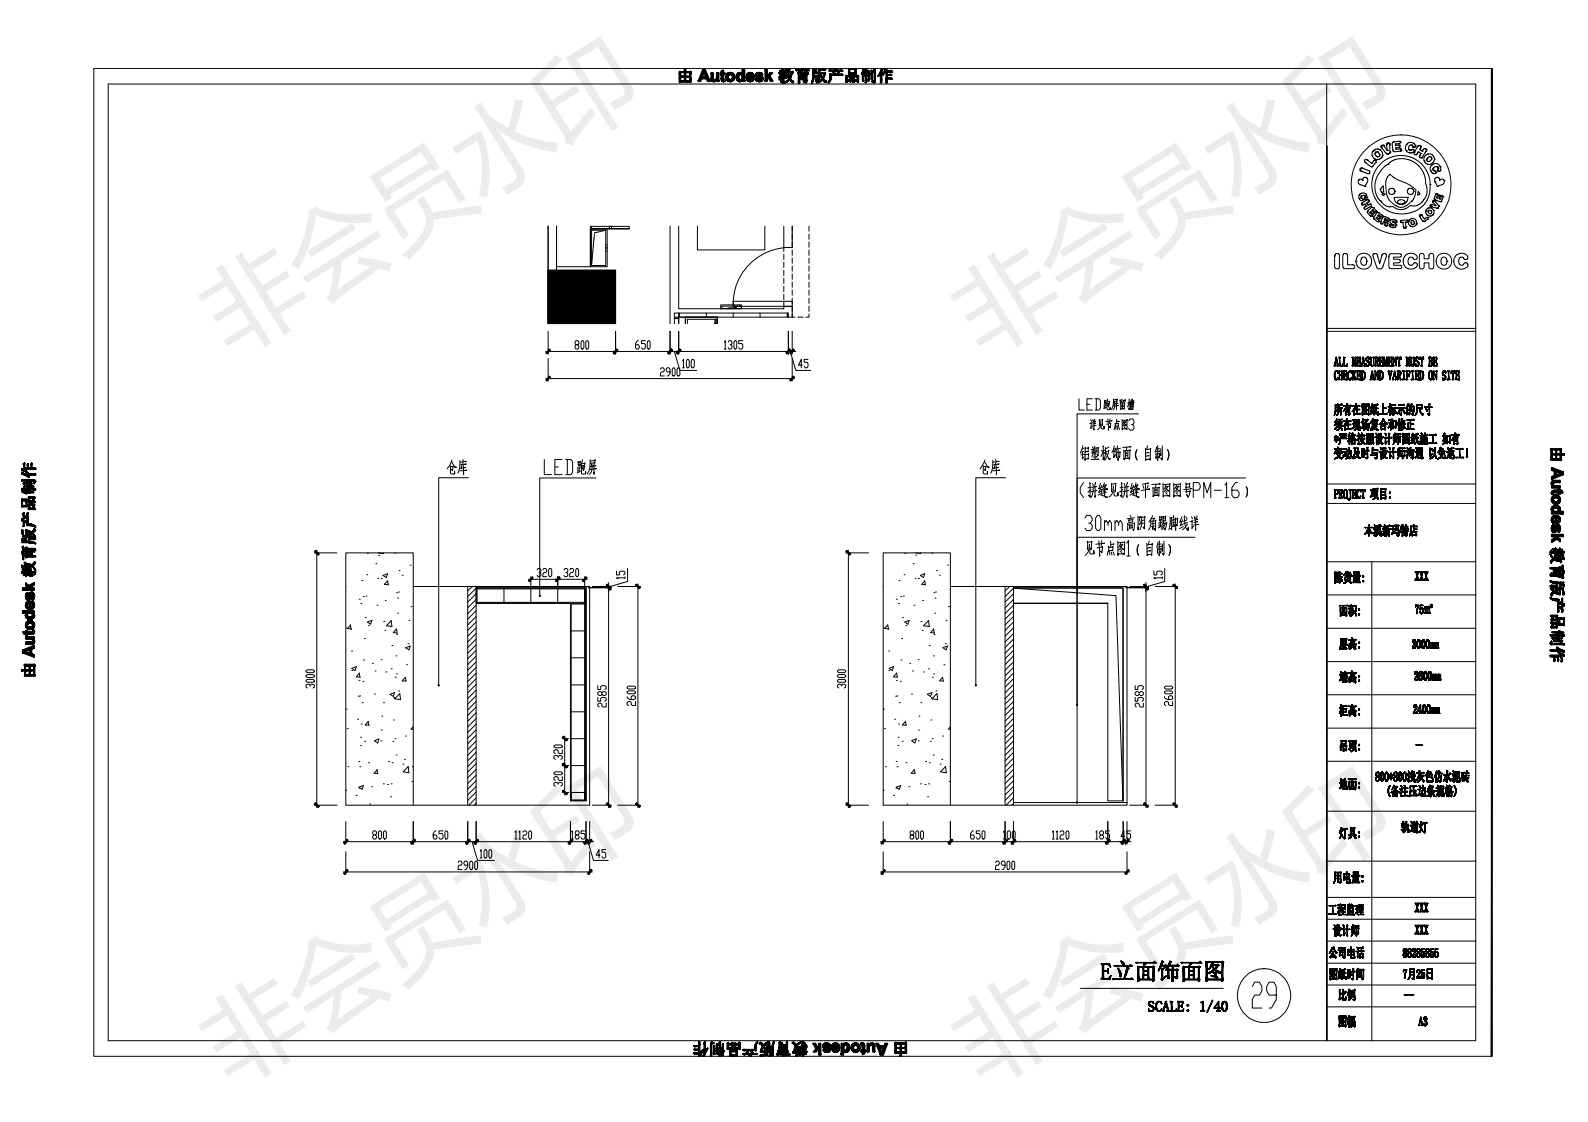 由 Autodesk 教育版产品制作
由 Autodesk 教育版产品制作
由 Autodesk 教育版产品制作
由 Autodesk 教育版产品制作
非会员水印
非会员水印
非会员水印
非会员水印
800
650
1305
100
45
2900
仓库
LED跑屏
320
320
15
3000
2585
2600
320
320
800
650
1120
185
100
45
2900
LED跑屏留槽
详见节点图3
铝塑板饰面(自制)
仓库
(拼缝见拼缝平面图图号PM-16)
30mm高阴角踢脚线详
见节点图1(自制)
15
3000
2585
2600
800
650
100
1120
185
45
2900
E立面饰面图
SCALE: 1/40
29
I LOVE CHOC
CHEERS TO LOVE
ILOVECHOC
ALL MEASUREMENT MUST BE
CHECKED AND VARIFIED ON SITE
所有在图纸上标示的尺寸
须在现场复合和修正
*严格按照设计师图纸施工 如有
变动及时与设计师沟通 以免返工!
PROJECT 项目:
本溪新玛特店
陈货量: XXX
面积: 75m²
层高: 3000mm
墙高: 2600mm
柜高: 2400mm
吊顶: —
地面: 800*800浅灰色仿水泥砖
(备注压边条规格)
灯具: 轨道灯
用电量:
工程监理 XXX
设计师 XXX
公司电话
图纸时间 7月25日
比例 —
图幅 A3